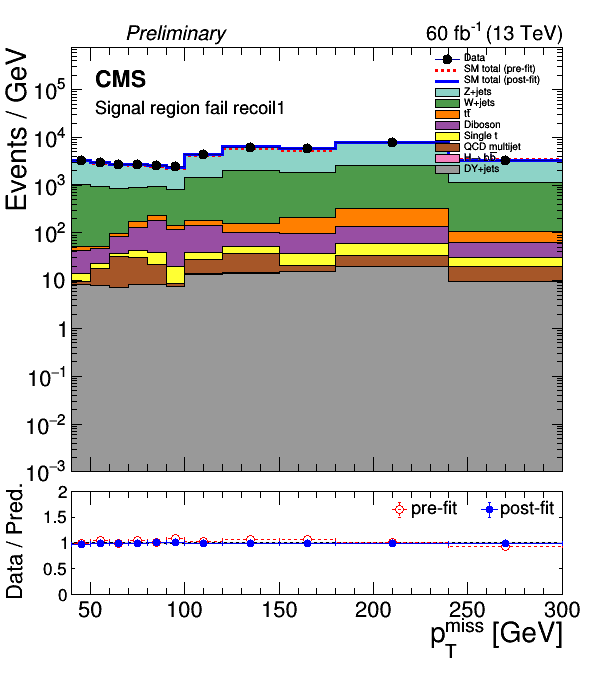 Preliminary
60 fb⁻¹ (13 TeV)
CMS
Signal region fail recoil1
Data
SM total (pre-fit)
SM total (post-fit)
Z+jets
W+jets
tt̅
Diboson
Single t
QCD multijet
H→ bb̅
DY+jets
Events / GeV
10⁵
10⁴
10³
10²
10
1
10⁻¹
10⁻²
10⁻³
pre-fit
post-fit
Data / Pred.
2
1.5
1
0.5
0
50 100 150 200 250 300
p_T^miss [GeV]